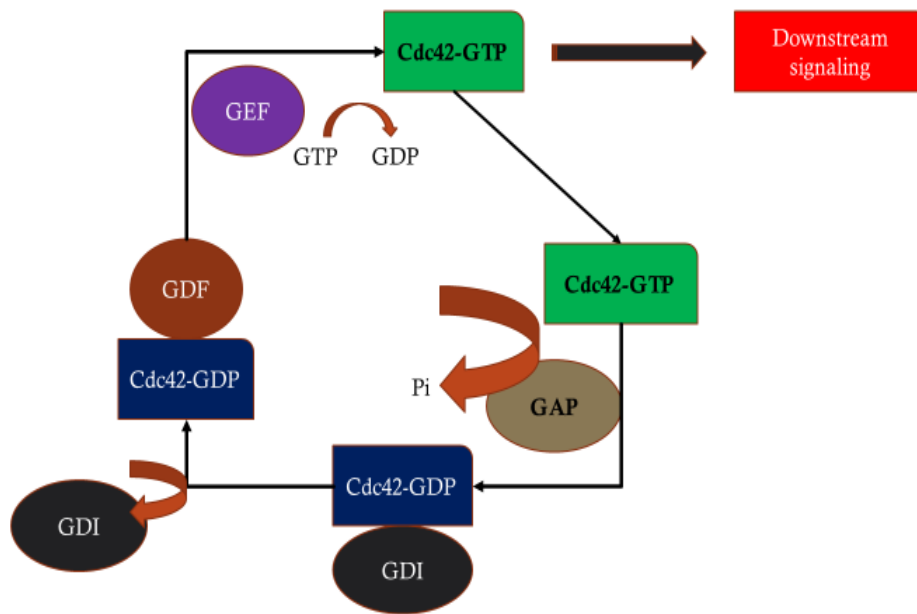 Cdc42-GTP
Downstream
signaling
GEF
GTP
GDP
GDF
Cdc42-GTP
Cdc42-GDP
Pi
GAP
Cdc42-GDP
GDI
GDI